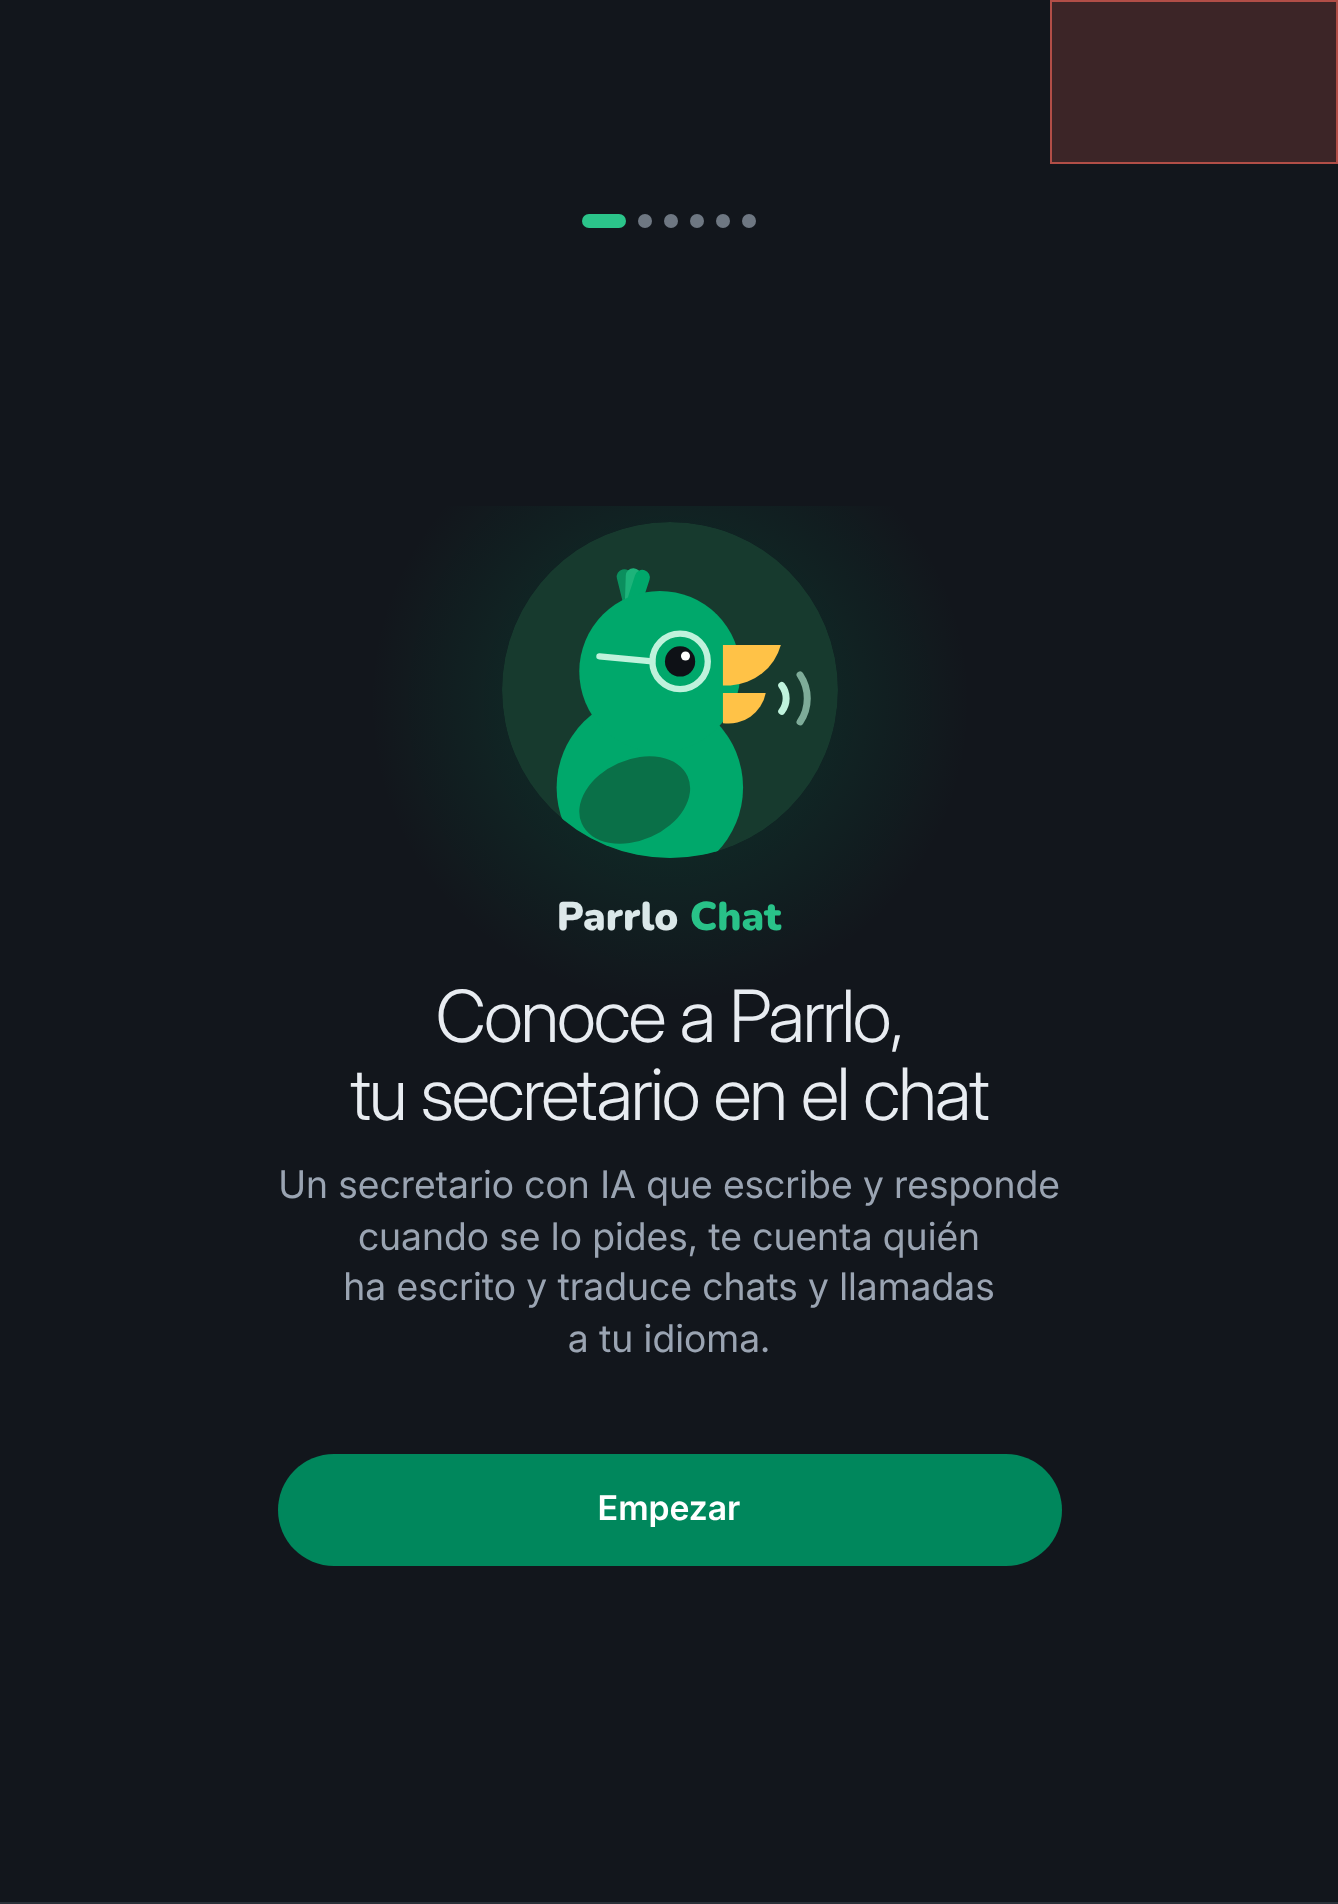 Parrlo Chat
Conoce a Parrlo,
tu secretario en el chat
Un secretario con IA que escribe y responde
cuando se lo pides, te cuenta quién
ha escrito y traduce chats y llamadas
a tu idioma.
Empezar